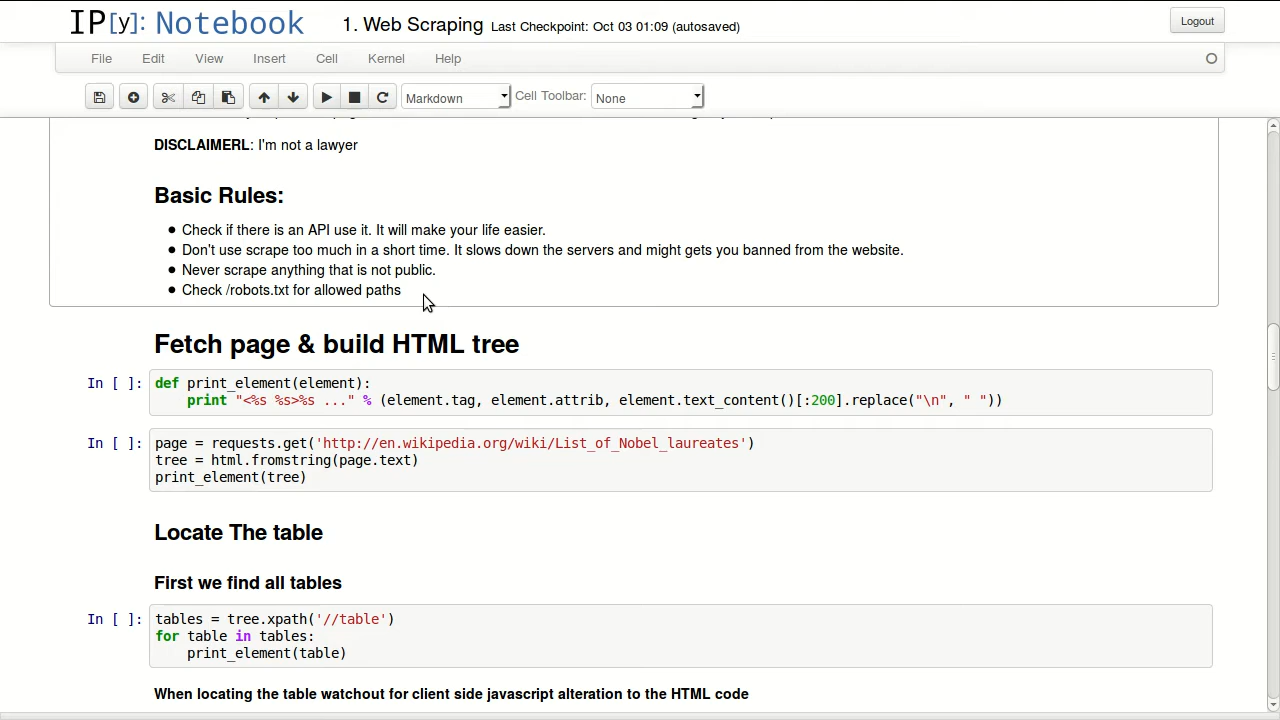 IP[y]: Notebook 1. Web Scraping Last Checkpoint: Oct 03 01:09 (autosaved) Logout
File Edit View Insert Cell Kernel Help
Markdown Cell Toolbar: None
DISCLAIMERL: I'm not a lawyer
Basic Rules:
Check if there is an API use it. It will make your life easier.
Don't use scrape too much in a short time. It slows down the servers and might gets you banned from the website.
Never scrape anything that is not public.
Check /robots.txt for allowed paths
Fetch page & build HTML tree
In [ ]: def print_element(element):
print "<%s %s>%s ..." % (element.tag, element.attrib, element.text_content()[:200].replace("\n", " "))
In [ ]: page = requests.get('http://en.wikipedia.org/wiki/List_of_Nobel_laureates')
tree = html.fromstring(page.text)
print_element(tree)
Locate The table
First we find all tables
In [ ]: tables = tree.xpath('//table')
for table in tables:
print_element(table)
When locating the table watchout for client side javascript alteration to the HTML code